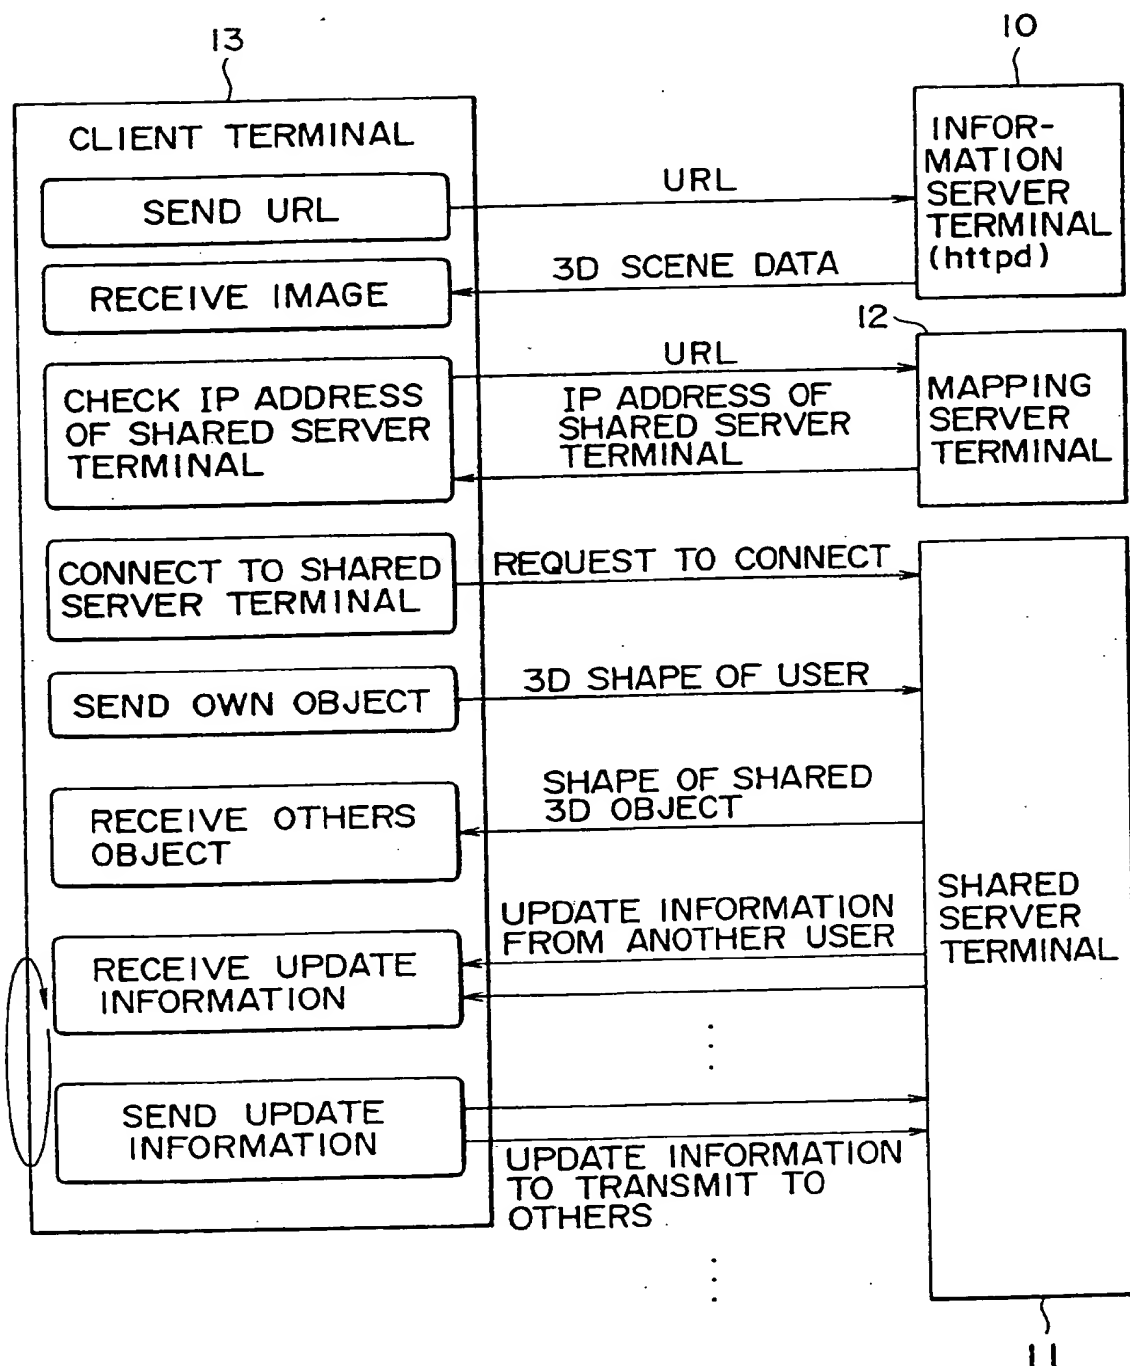 13
10
CLIENT TERMINAL
INFOR-
MATION
SERVER
TERMINAL
(httpd)
SEND URL
URL
RECEIVE IMAGE
3D SCENE DATA
12
CHECK IP ADDRESS
OF SHARED SERVER
TERMINAL
URL
IP ADDRESS OF
SHARED SERVER
TERMINAL
MAPPING
SERVER
TERMINAL
CONNECT TO SHARED
SERVER TERMINAL
REQUEST TO CONNECT
SEND OWN OBJECT
3D SHAPE OF USER
RECEIVE OTHERS
OBJECT
SHAPE OF SHARED
3D OBJECT
SHARED
SERVER
TERMINAL
RECEIVE UPDATE
INFORMATION
UPDATE INFORMATION
FROM ANOTHER USER
SEND UPDATE
INFORMATION
UPDATE INFORMATION
TO TRANSMIT TO
OTHERS
11